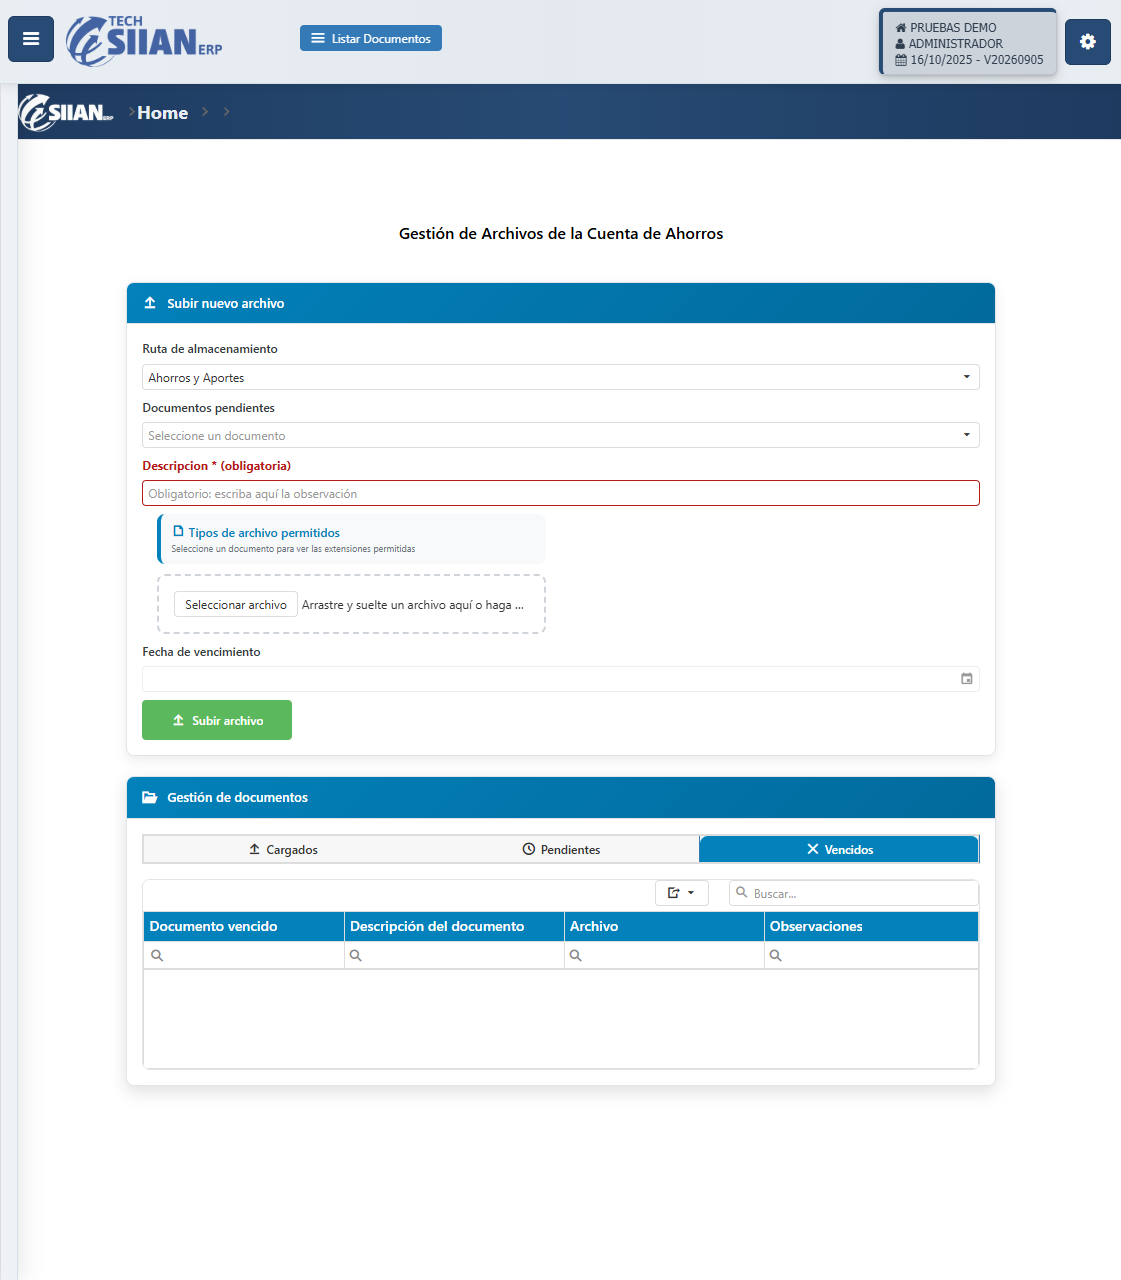 TECH
SIIAN ERP
Listar Documentos
PRUEBAS DEMO
ADMINISTRADOR
16/10/2025 - V20260905
SIIAN ERP
Home
Gestión de Archivos de la Cuenta de Ahorros
Subir nuevo archivo
Ruta de almacenamiento
Ahorros y Aportes
Documentos pendientes
Seleccione un documento
Descripcion * (obligatoria)
Obligatorio: escriba aquí la observación
Tipos de archivo permitidos
Seleccione un documento para ver las extensiones permitidas
Seleccionar archivo Arrastre y suelte un archivo aquí o haga ...
Fecha de vencimiento
Subir archivo
Gestión de documentos
Cargados Pendientes Vencidos
Buscar...
Documento vencido Descripción del documento Archivo Observaciones